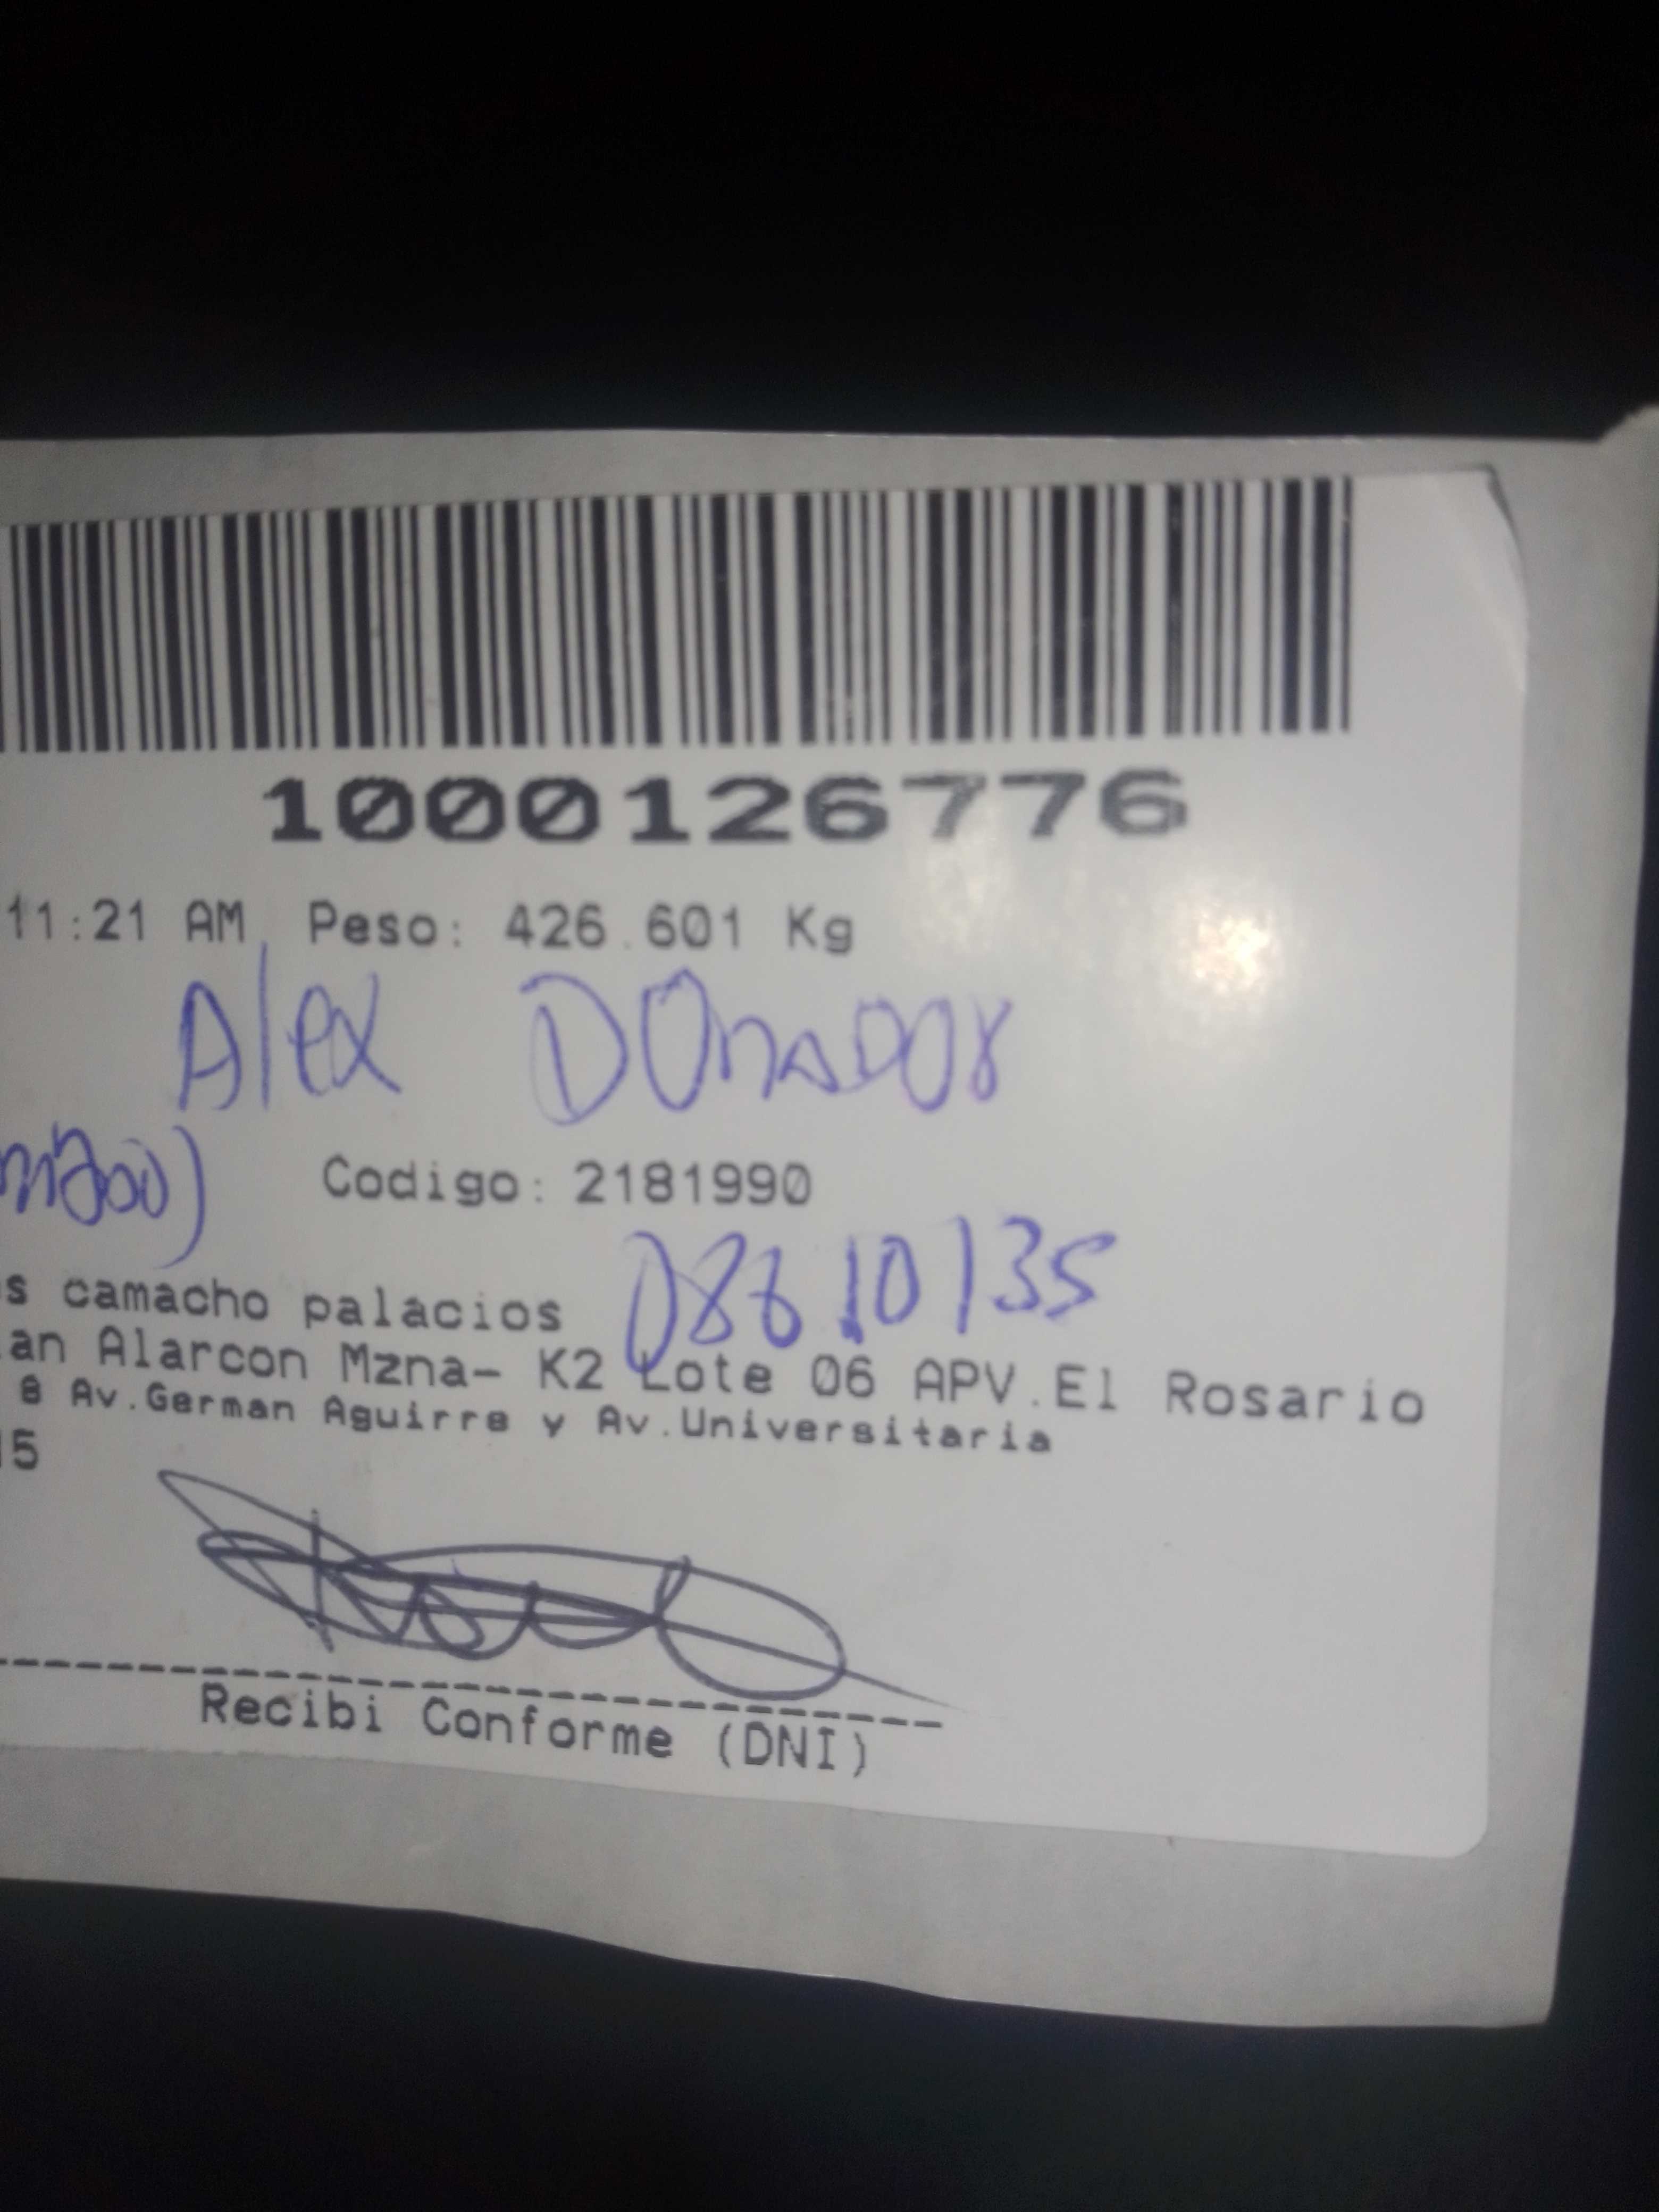 1000126776
11:21 AM Peso: 426.601 Kg
Alex Donador
Codigo: 2181990
08610135
s camacho palacios
an Alarcon Mzna- K2 Lote 06 APV.El Rosario
8 Av.German Aguirre y Av.Universitaria
15
Recibi Conforme (DNI)